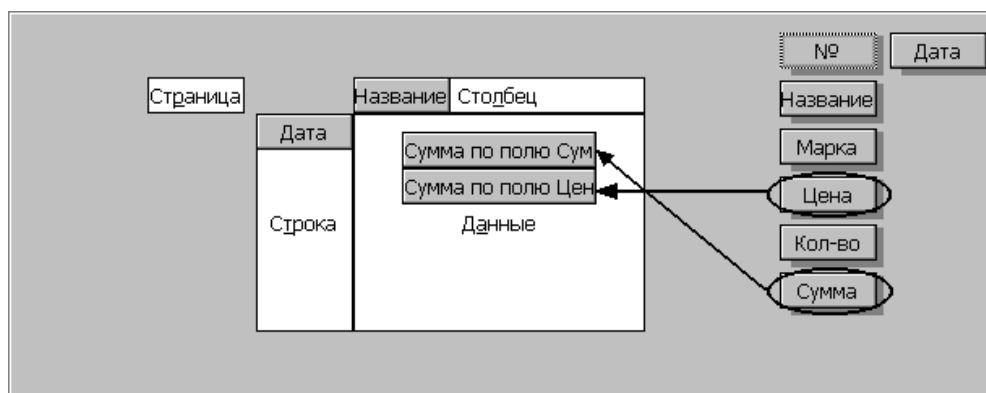 № Дата
Страница Название Столбец Название
Дата Сумма по полю Сум Марка
Сумма по полю Цен Цена
Строка Данные Кол-во
Сумма